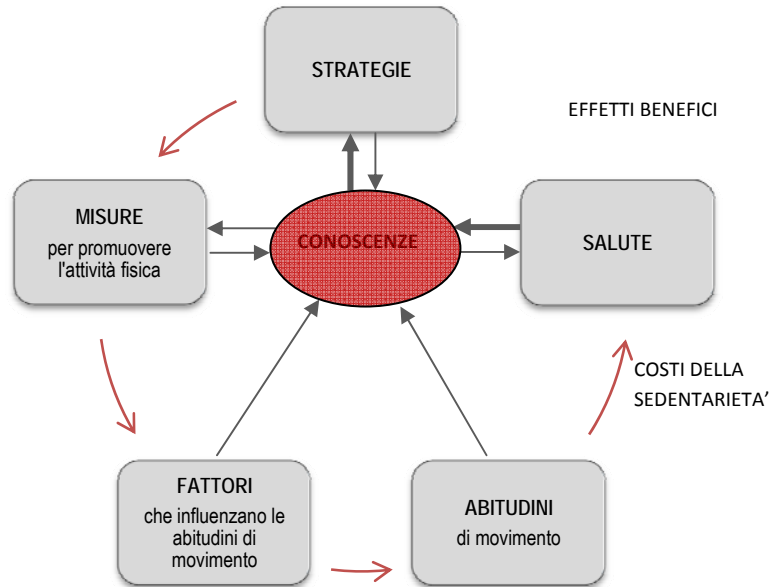 STRATEGIE
EFFETTI BENEFICI
MISURE
per promuovere
l'attività fisica
CONOSCENZE
SALUTE
COSTI DELLA
SEDENTARIETA’
FATTORI
che influenzano le
abitudini di
movimento
ABITUDINI
di movimento